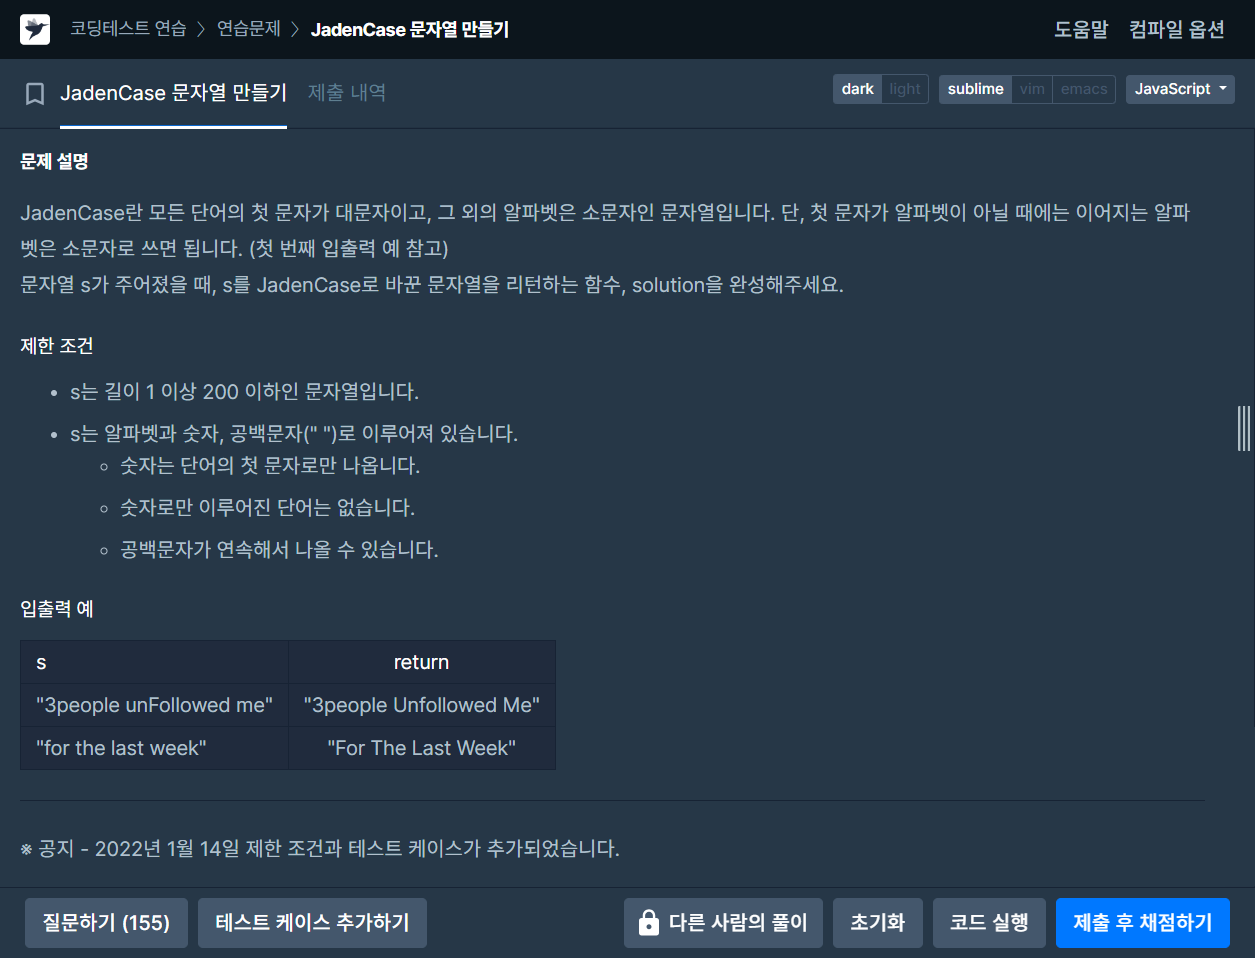 코딩테스트 연습 > 연습문제 > JadenCase 문자열 만들기
도움말 컴파일 옵션
JadenCase 문자열 만들기 제출 내역
dark light sublime vim emacs JavaScript
문제 설명
JadenCase란 모든 단어의 첫 문자가 대문자이고, 그 외의 알파벳은 소문자인 문자열입니다. 단, 첫 문자가 알파벳이 아닐 때에는 이어지는 알파
벳은 소문자로 쓰면 됩니다. (첫 번째 입출력 예 참고)
문자열 s가 주어졌을 때, s를 JadenCase로 바꾼 문자열을 리턴하는 함수, solution을 완성해주세요.
제한 조건
• s는 길이 1 이상 200 이하인 문자열입니다.
• s는 알파벳과 숫자, 공백문자(" ")로 이루어져 있습니다.
◦ 숫자는 단어의 첫 문자로만 나옵니다.
◦ 숫자로만 이루어진 단어는 없습니다.
◦ 공백문자가 연속해서 나올 수 있습니다.
입출력 예
s return
"3people unFollowed me" "3people Unfollowed Me"
"for the last week" "For The Last Week"
※ 공지 - 2022년 1월 14일 제한 조건과 테스트 케이스가 추가되었습니다.
질문하기 (155) 테스트 케이스 추가하기 다른 사람의 풀이 초기화 코드 실행 제출 후 채점하기